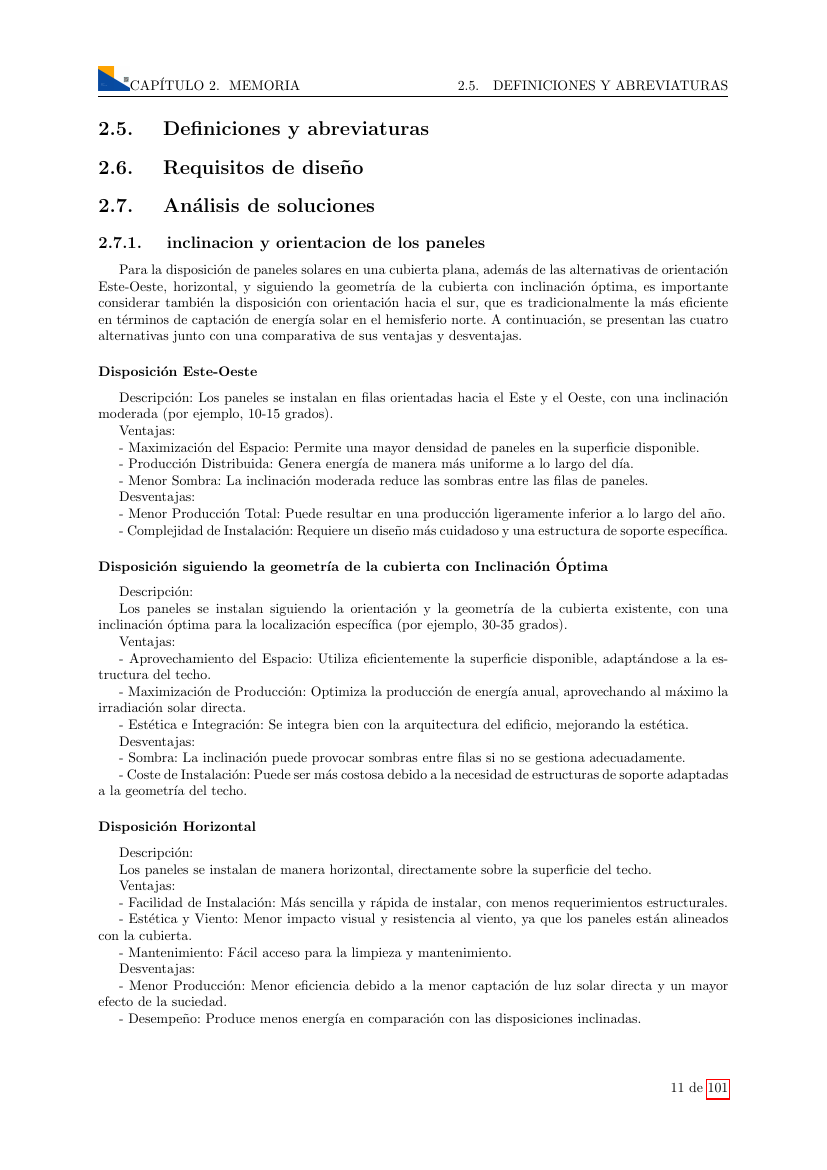 CAPÍTULO 2. MEMORIA 2.5. DEFINICIONES Y ABREVIATURAS
2.5. Definiciones y abreviaturas
2.6. Requisitos de diseño
2.7. Análisis de soluciones
2.7.1. inclinacion y orientacion de los paneles
Para la disposición de paneles solares en una cubierta plana, además de las alternativas de orientación
Este-Oeste, horizontal, y siguiendo la geometría de la cubierta con inclinación óptima, es importante
considerar también la disposición con orientación hacia el sur, que es tradicionalmente la más eficiente
en términos de captación de energía solar en el hemisferio norte. A continuación, se presentan las cuatro
alternativas junto con una comparativa de sus ventajas y desventajas.
Disposición Este-Oeste
Descripción: Los paneles se instalan en filas orientadas hacia el Este y el Oeste, con una inclinación
moderada (por ejemplo, 10-15 grados).
Ventajas:
- Maximización del Espacio: Permite una mayor densidad de paneles en la superficie disponible.
- Producción Distribuida: Genera energía de manera más uniforme a lo largo del día.
- Menor Sombra: La inclinación moderada reduce las sombras entre las filas de paneles.
Desventajas:
- Menor Producción Total: Puede resultar en una producción ligeramente inferior a lo largo del año.
- Complejidad de Instalación: Requiere un diseño más cuidadoso y una estructura de soporte específica.
Disposición siguiendo la geometría de la cubierta con Inclinación Óptima
Descripción:
Los paneles se instalan siguiendo la orientación y la geometría de la cubierta existente, con una
inclinación óptima para la localización específica (por ejemplo, 30-35 grados).
Ventajas:
- Aprovechamiento del Espacio: Utiliza eficientemente la superficie disponible, adaptándose a la es-
tructura del techo.
- Maximización de Producción: Optimiza la producción de energía anual, aprovechando al máximo la
irradiación solar directa.
- Estética e Integración: Se integra bien con la arquitectura del edificio, mejorando la estética.
Desventajas:
- Sombra: La inclinación puede provocar sombras entre filas si no se gestiona adecuadamente.
- Coste de Instalación: Puede ser más costosa debido a la necesidad de estructuras de soporte adaptadas
a la geometría del techo.
Disposición Horizontal
Descripción:
Los paneles se instalan de manera horizontal, directamente sobre la superficie del techo.
Ventajas:
- Facilidad de Instalación: Más sencilla y rápida de instalar, con menos requerimientos estructurales.
- Estética y Viento: Menor impacto visual y resistencia al viento, ya que los paneles están alineados
con la cubierta.
- Mantenimiento: Fácil acceso para la limpieza y mantenimiento.
Desventajas:
- Menor Producción: Menor eficiencia debido a la menor captación de luz solar directa y un mayor
efecto de la suciedad.
- Desempeño: Produce menos energía en comparación con las disposiciones inclinadas.
11 de 101